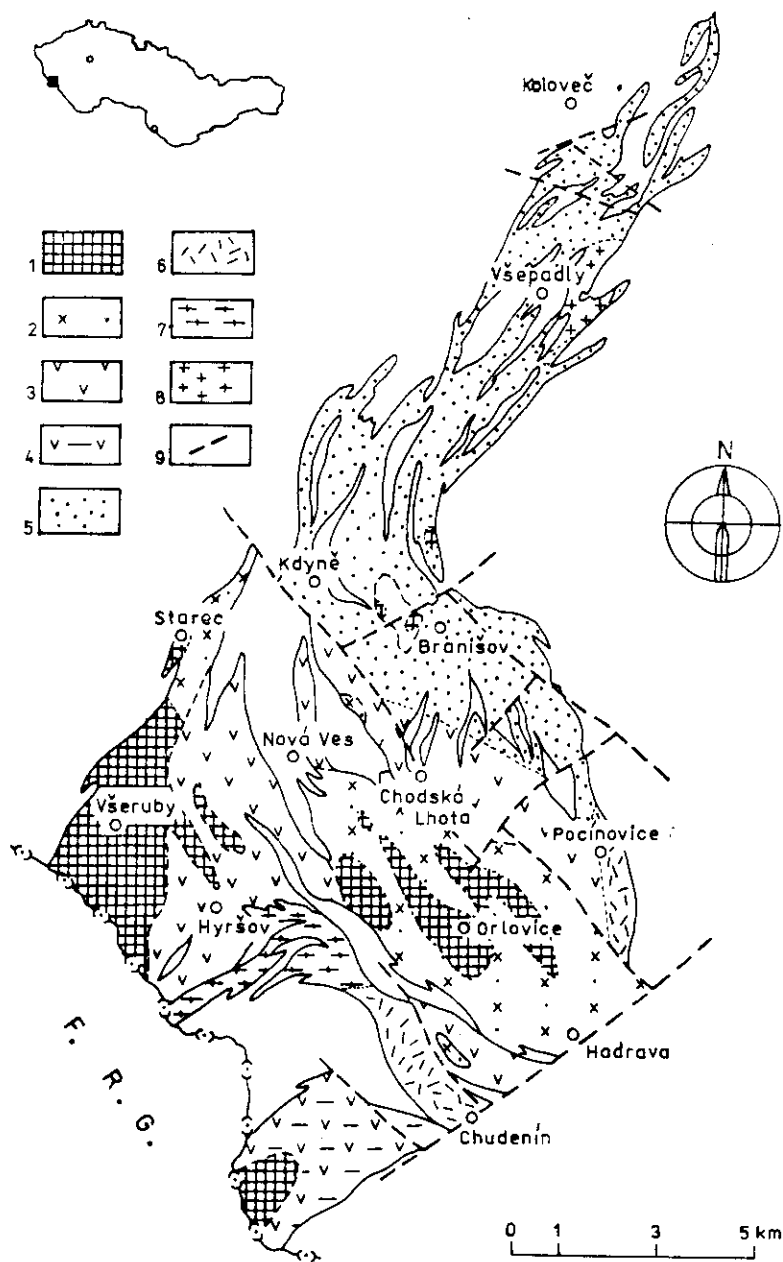 Koloveč
1
6
2
7
3
8
4
9
5
N
Všepadly
Kdyně
Starec
Branišov
Nová Ves
Chodská
Lhota
Všeruby
Pocinovice
Hyršov
Orlovice
Hadrava
F. R. G.
Chudenín
0 1 3 5 km